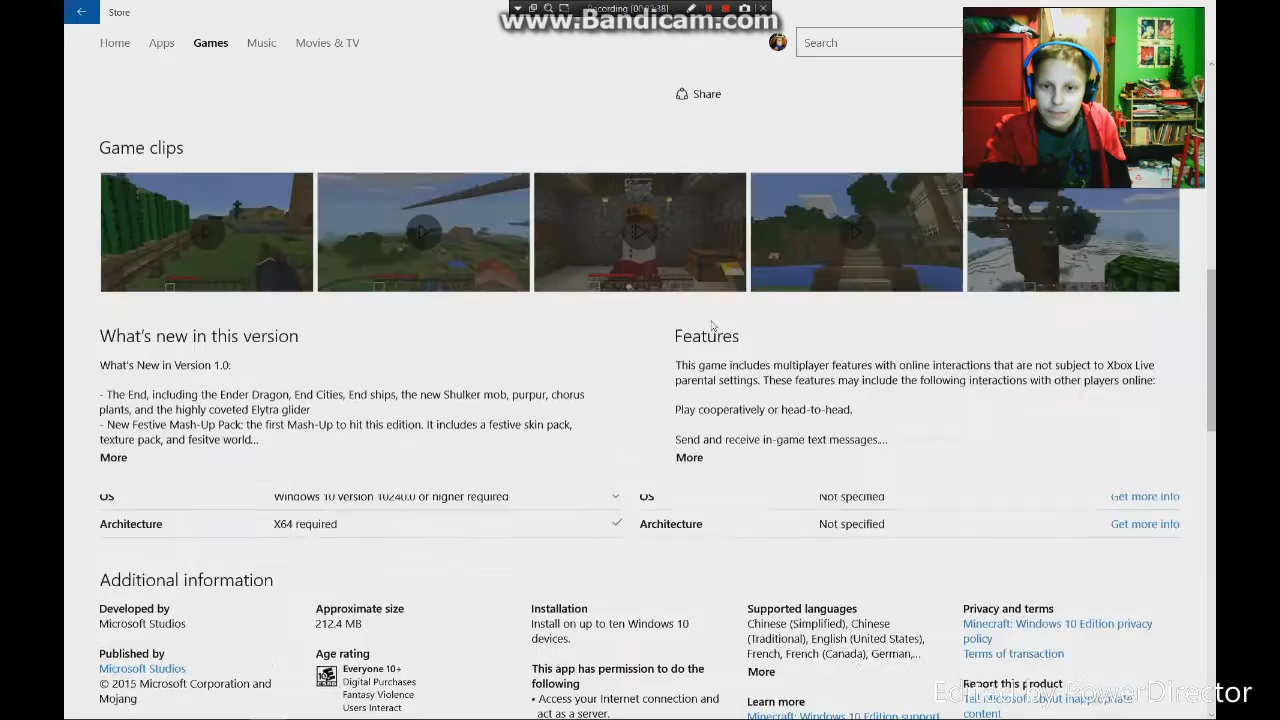 Recording [00:03:38]
www.Bandicam.com
Store
Home Apps Games Music Movies & TV
Search
Share
Game clips
What's new in this version
What's New in Version 1.0:
- The End, including the Ender Dragon, End Cities, End ships, the new Shulker mob, purpur, chorus
plants, and the highly coveted Elytra glider
- New Festive Mash-Up Pack: the first Mash-Up to hit this edition. It includes a festive skin pack,
texture pack, and fesitve world...
More
Features
This game includes multiplayer features with online interactions that are not subject to Xbox Live
parental settings. These features may include the following interactions with other players online:
Play cooperatively or head-to-head.
Send and receive in-game text messages....
More
OS Windows 10 version 10240.0 or higher required
Architecture X64 required
OS Not specified Get more info
Architecture Not specified Get more info
Additional information
Developed by
Microsoft Studios
Published by
Microsoft Studios
© 2015 Microsoft Corporation and
Mojang
Approximate size
212.4 MB
Age rating
Everyone 10+
Digital Purchases
Fantasy Violence
Users Interact
Installation
Install on up to ten Windows 10
devices.
This app has permission to do the
following
• Access your Internet connection and
act as a server.
Supported languages
Chinese (Simplified), Chinese
(Traditional), English (United States),
French, French (Canada), German,...
More
Learn more
Minecraft: Windows 10 Edition support
Privacy and terms
Minecraft: Windows 10 Edition privacy
policy
Terms of transaction
Report this product
Tell Microsoft about inappropriate
content
Edited by PowerDirector